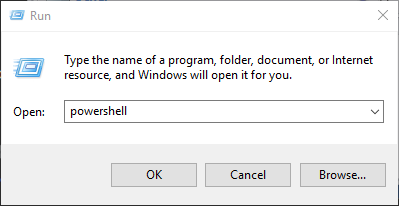 Run
Type the name of a program, folder, document, or Internet
resource, and Windows will open it for you.
Open: powershell
OK Cancel Browse...